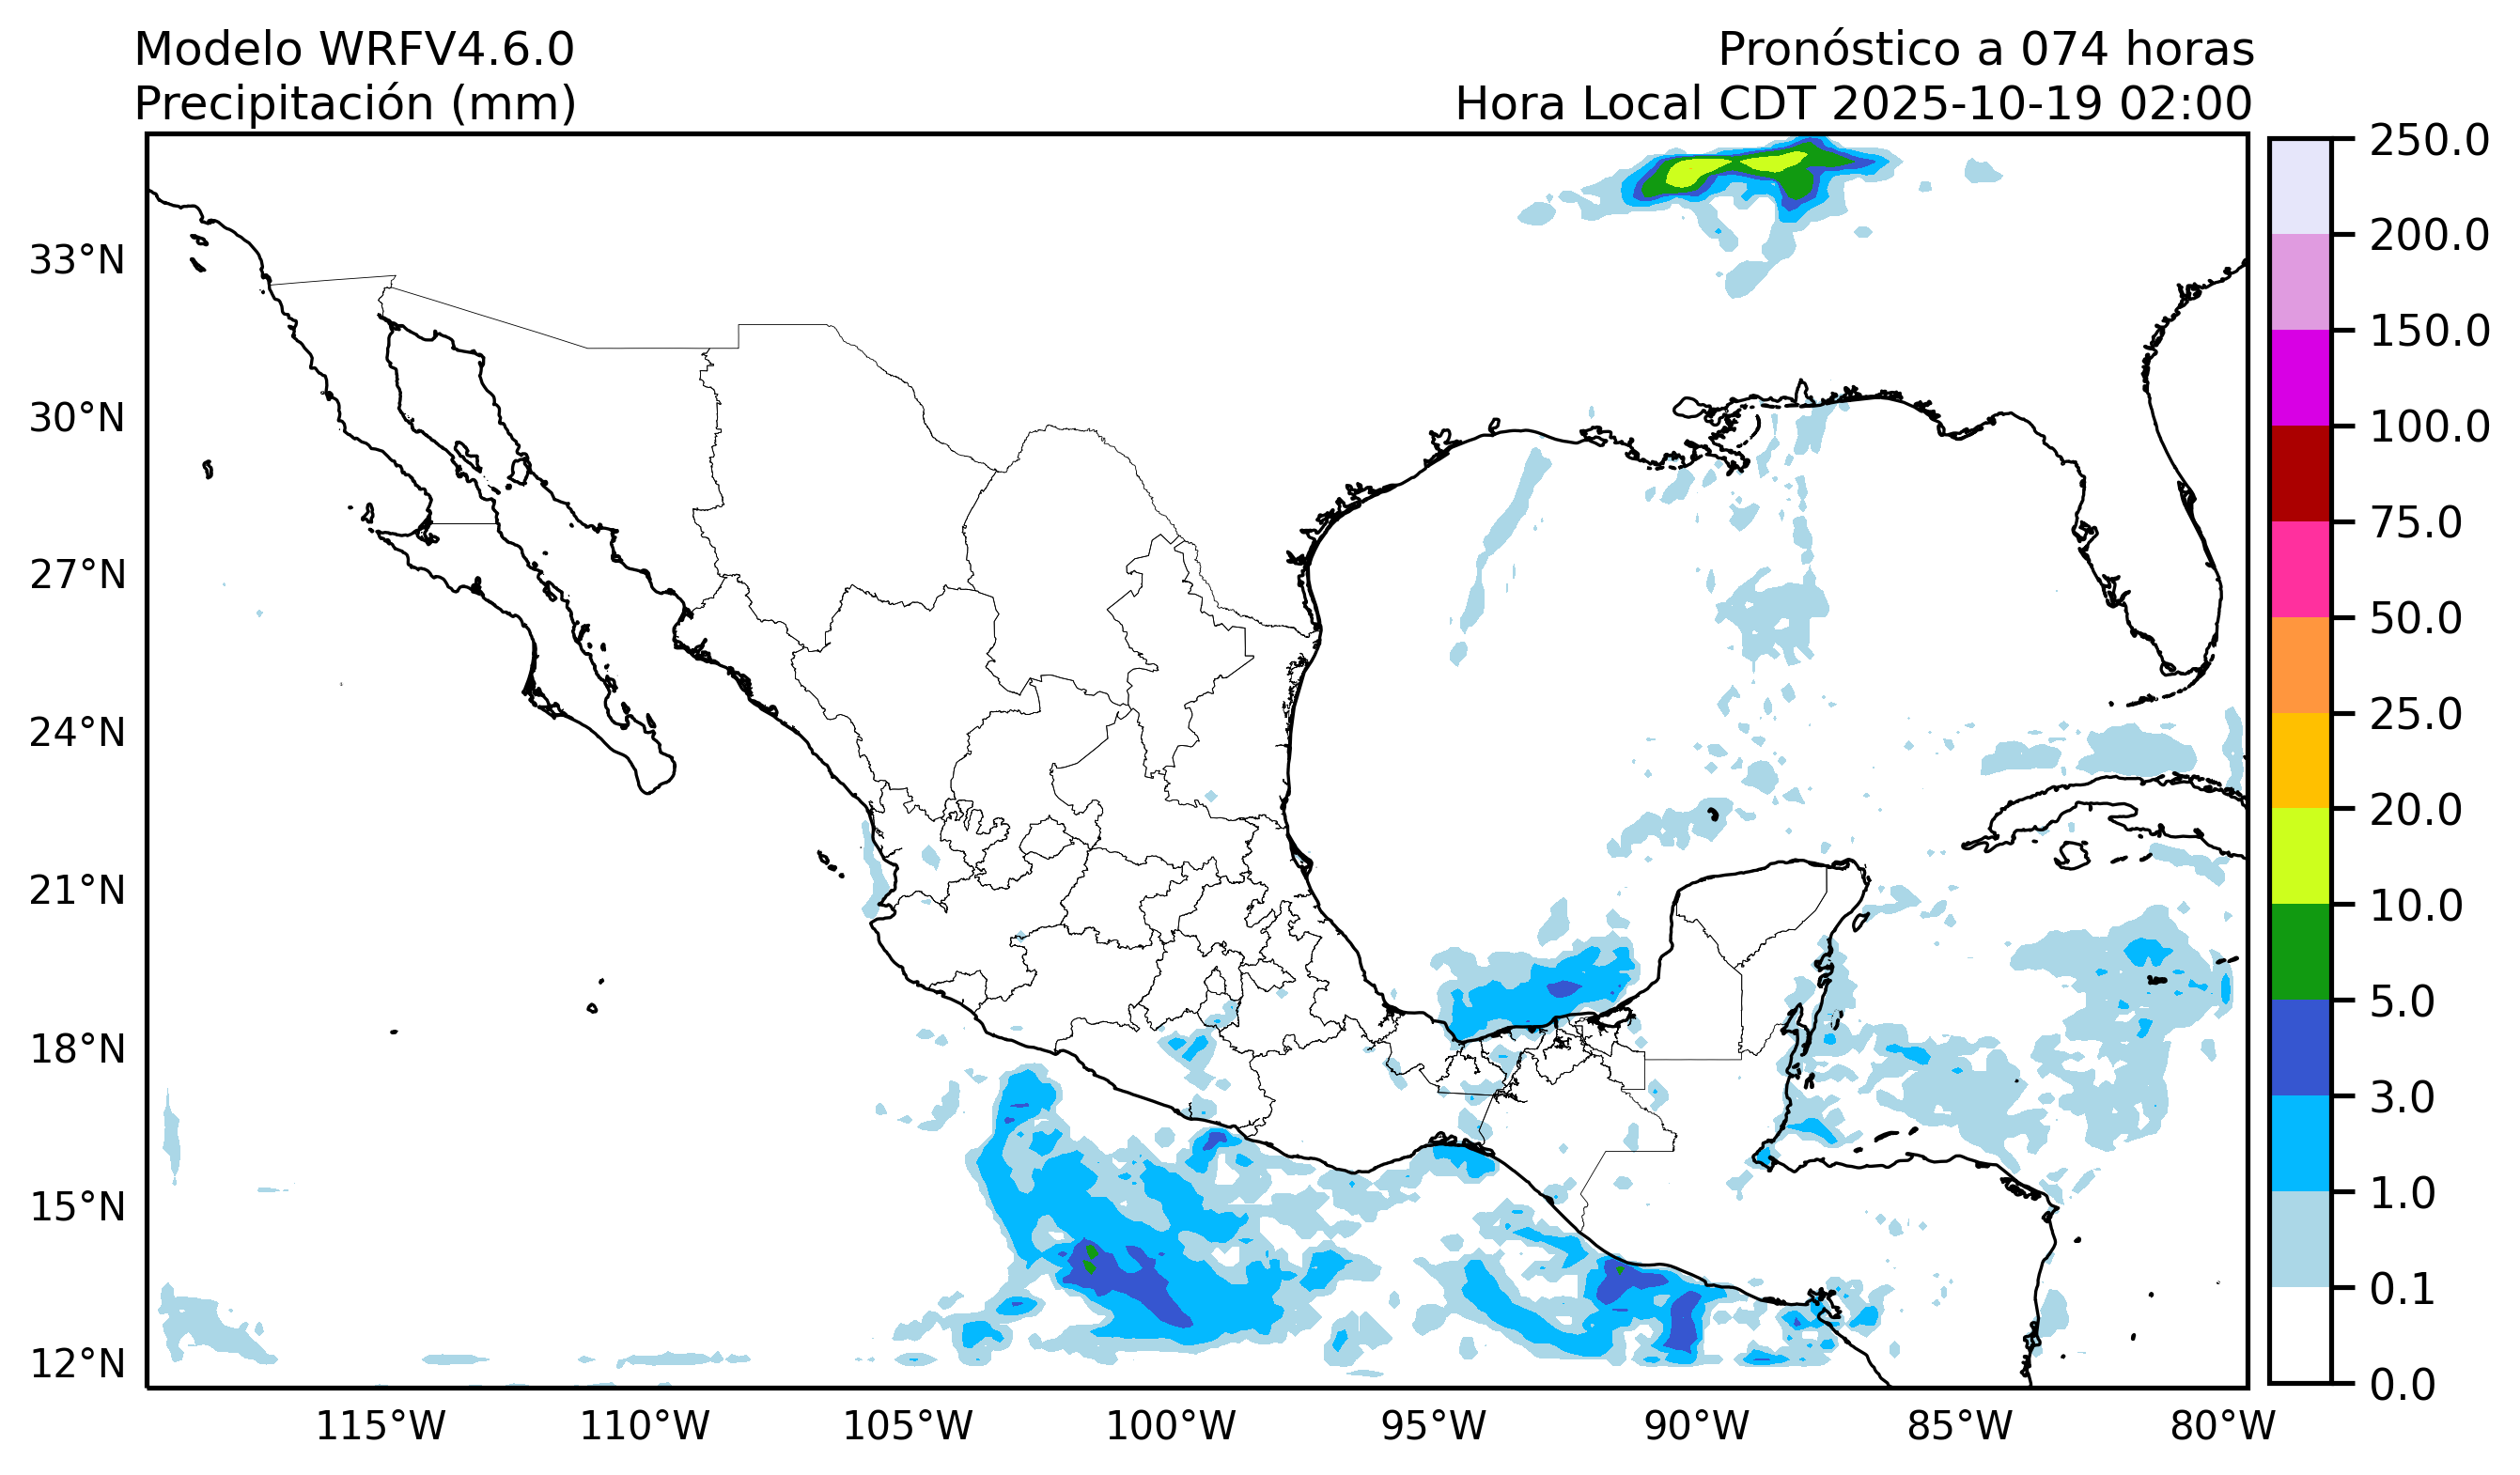 Modelo WRFV4.6.0
Pronóstico a 074 horas
Precipitación (mm)
Hora Local CDT 2025-10-19 02:00
250.0
200.0
150.0
100.0
75.0
50.0
25.0
20.0
10.0
5.0
3.0
1.0
0.1
0.0
33°N
30°N
27°N
24°N
21°N
18°N
15°N
12°N
115°W
110°W
105°W
100°W
95°W
90°W
85°W
80°W